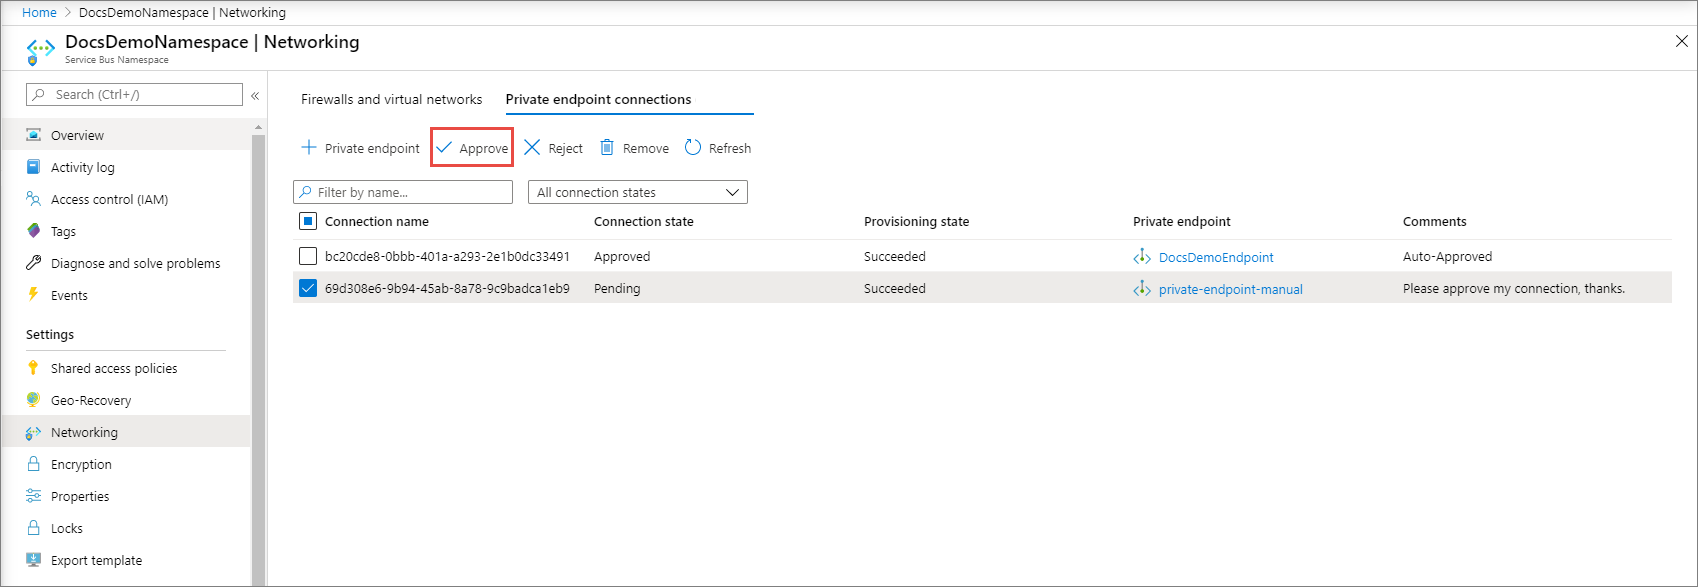 Home > DocsDemoNamespace | Networking
DocsDemoNamespace | Networking
Service Bus Namespace
Search (Ctrl+/)
«
Overview
Activity log
Access control (IAM)
Tags
Diagnose and solve problems
Events
Settings
Shared access policies
Geo-Recovery
Networking
Encryption
Properties
Locks
Export template
Firewalls and virtual networks Private endpoint connections
Private endpoint Approve Reject Remove Refresh
Filter by name... All connection states
Connection name Connection state Provisioning state Private endpoint Comments
bc20cde8-0bbb-401a-a293-2e1b0dc33491 Approved Succeeded DocsDemoEndpoint Auto-Approved
69d308e6-9b94-45ab-8a78-9c9badca1eb9 Pending Succeeded private-endpoint-manual Please approve my connection, thanks.